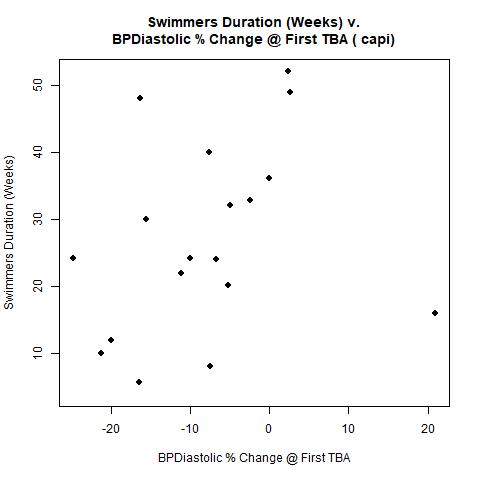 Swimmers Duration (Weeks) v.
BPDiastolic % Change @ First TBA ( capi)
Swimmers Duration (Weeks)
50
40
30
20
10
-20
-10
0
10
20
BPDiastolic % Change @ First TBA